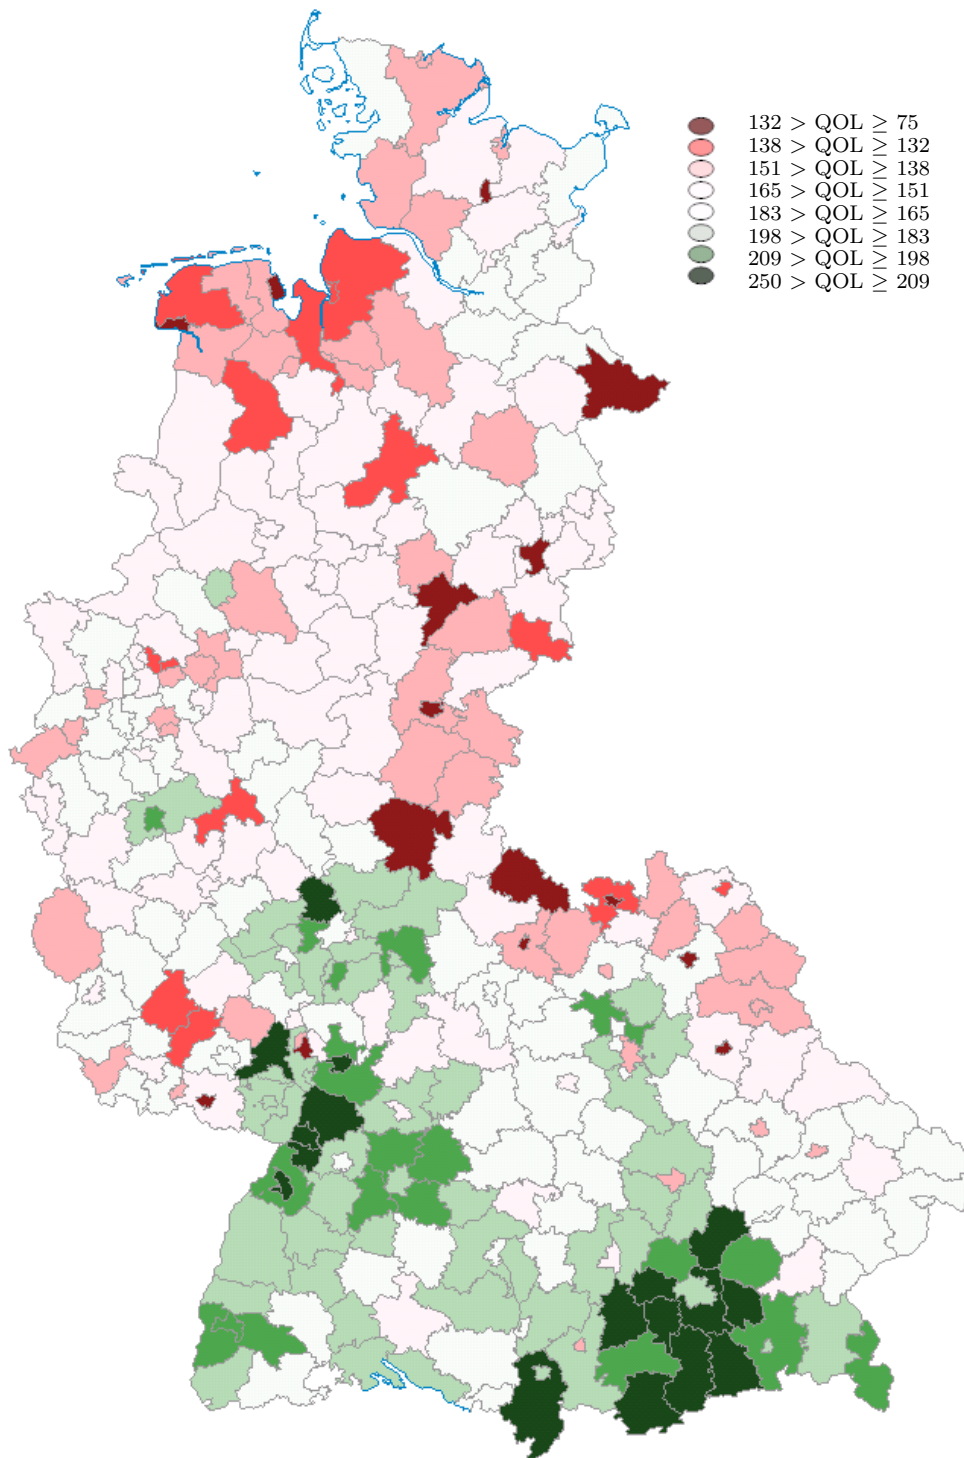 132 > QOL ≥ 75
138 > QOL ≥ 132
151 > QOL ≥ 138
165 > QOL ≥ 151
183 > QOL ≥ 165
198 > QOL ≥ 183
209 > QOL ≥ 198
250 > QOL ≥ 209